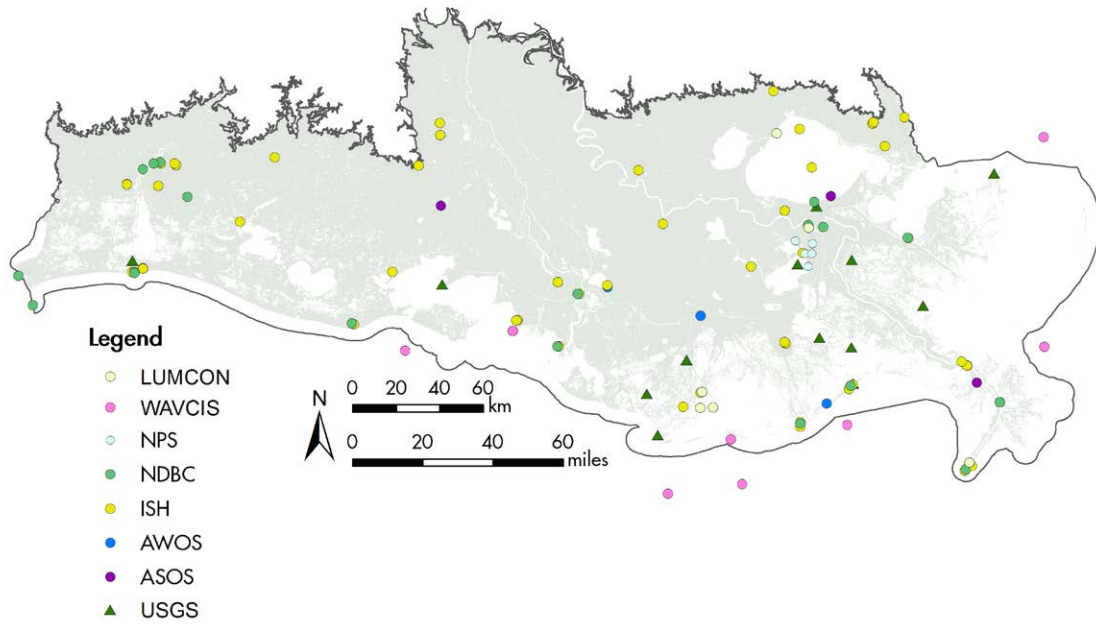 Legend
LUMCON
WAVCIS
NPS
NDBC
ISH
AWOS
ASOS
USGS
N
0 20 40 60
km
0 20 40 60
miles